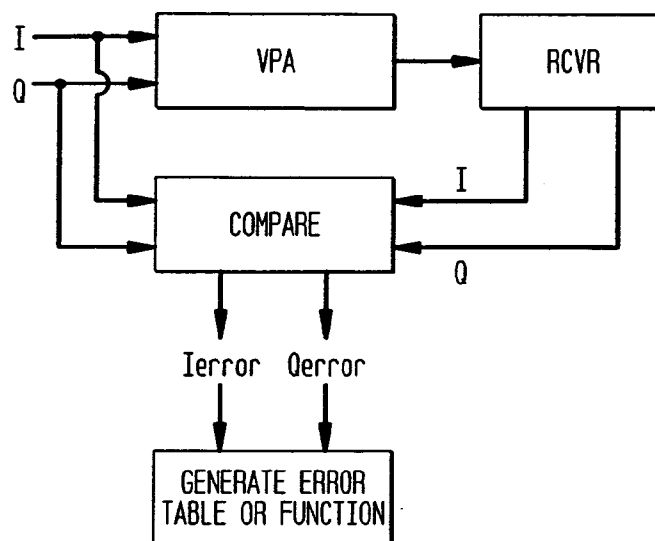 I
Q
VPA
RCVR
I
COMPARE
Q
Ierror Qerror
GENERATE ERROR
TABLE OR FUNCTION